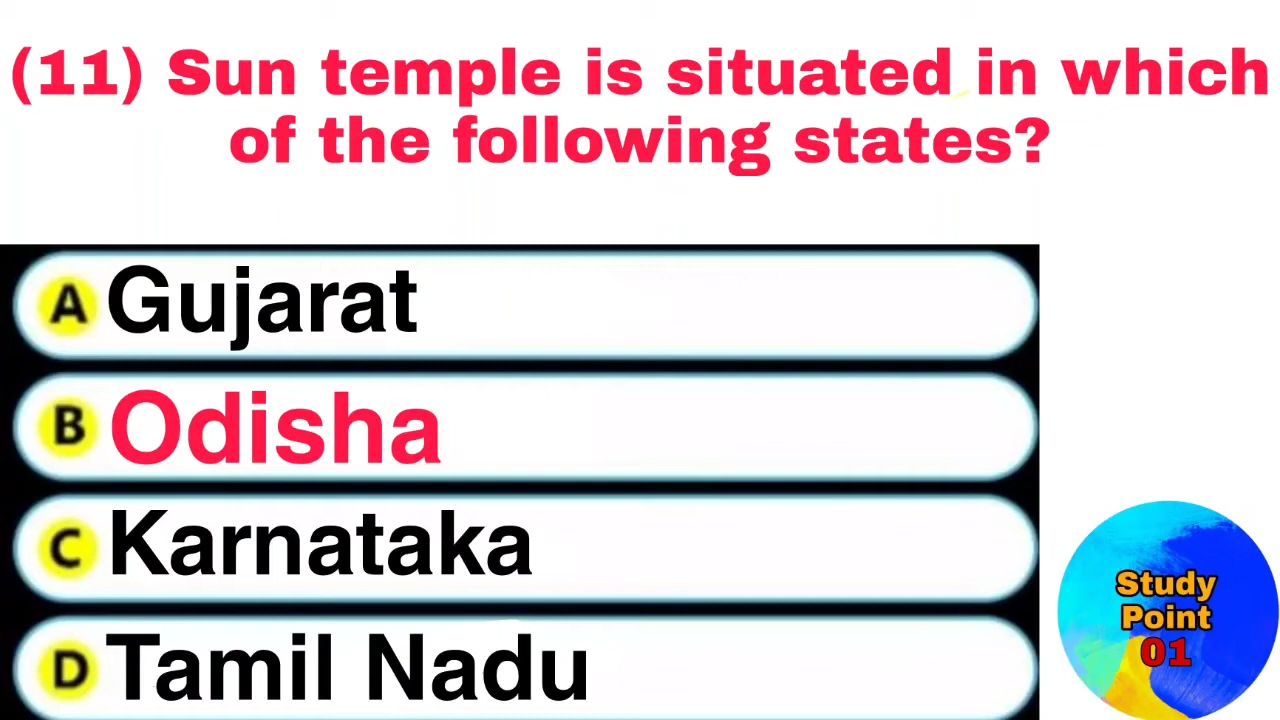 (11) Sun temple is situated in which
of the following states?
A Gujarat
B Odisha
C Karnataka
D Tamil Nadu
Study
Point
01